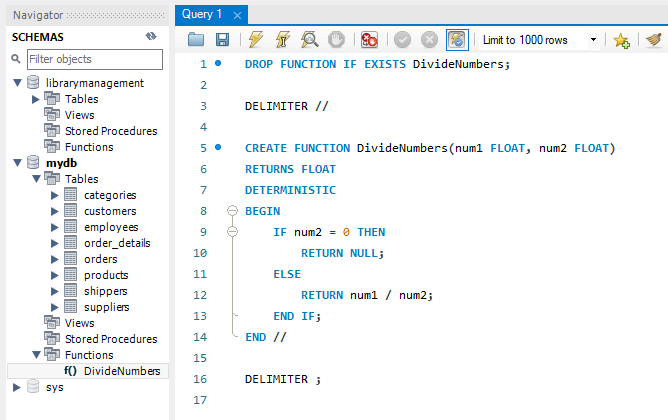 Navigator
SCHEMAS
Filter objects
librarymanagement
Tables
Views
Stored Procedures
Functions
mydb
Tables
categories
customers
employees
order_details
orders
products
shippers
suppliers
Views
Stored Procedures
Functions
f() DivideNumbers
sys
Query 1
Limit to 1000 rows
1 DROP FUNCTION IF EXISTS DivideNumbers;
2
3 DELIMITER //
4
5 CREATE FUNCTION DivideNumbers(num1 FLOAT, num2 FLOAT)
6 RETURNS FLOAT
7 DETERMINISTIC
8 BEGIN
9     IF num2 = 0 THEN
10         RETURN NULL;
11     ELSE
12         RETURN num1 / num2;
13     END IF;
14 END //
15
16 DELIMITER ;
17